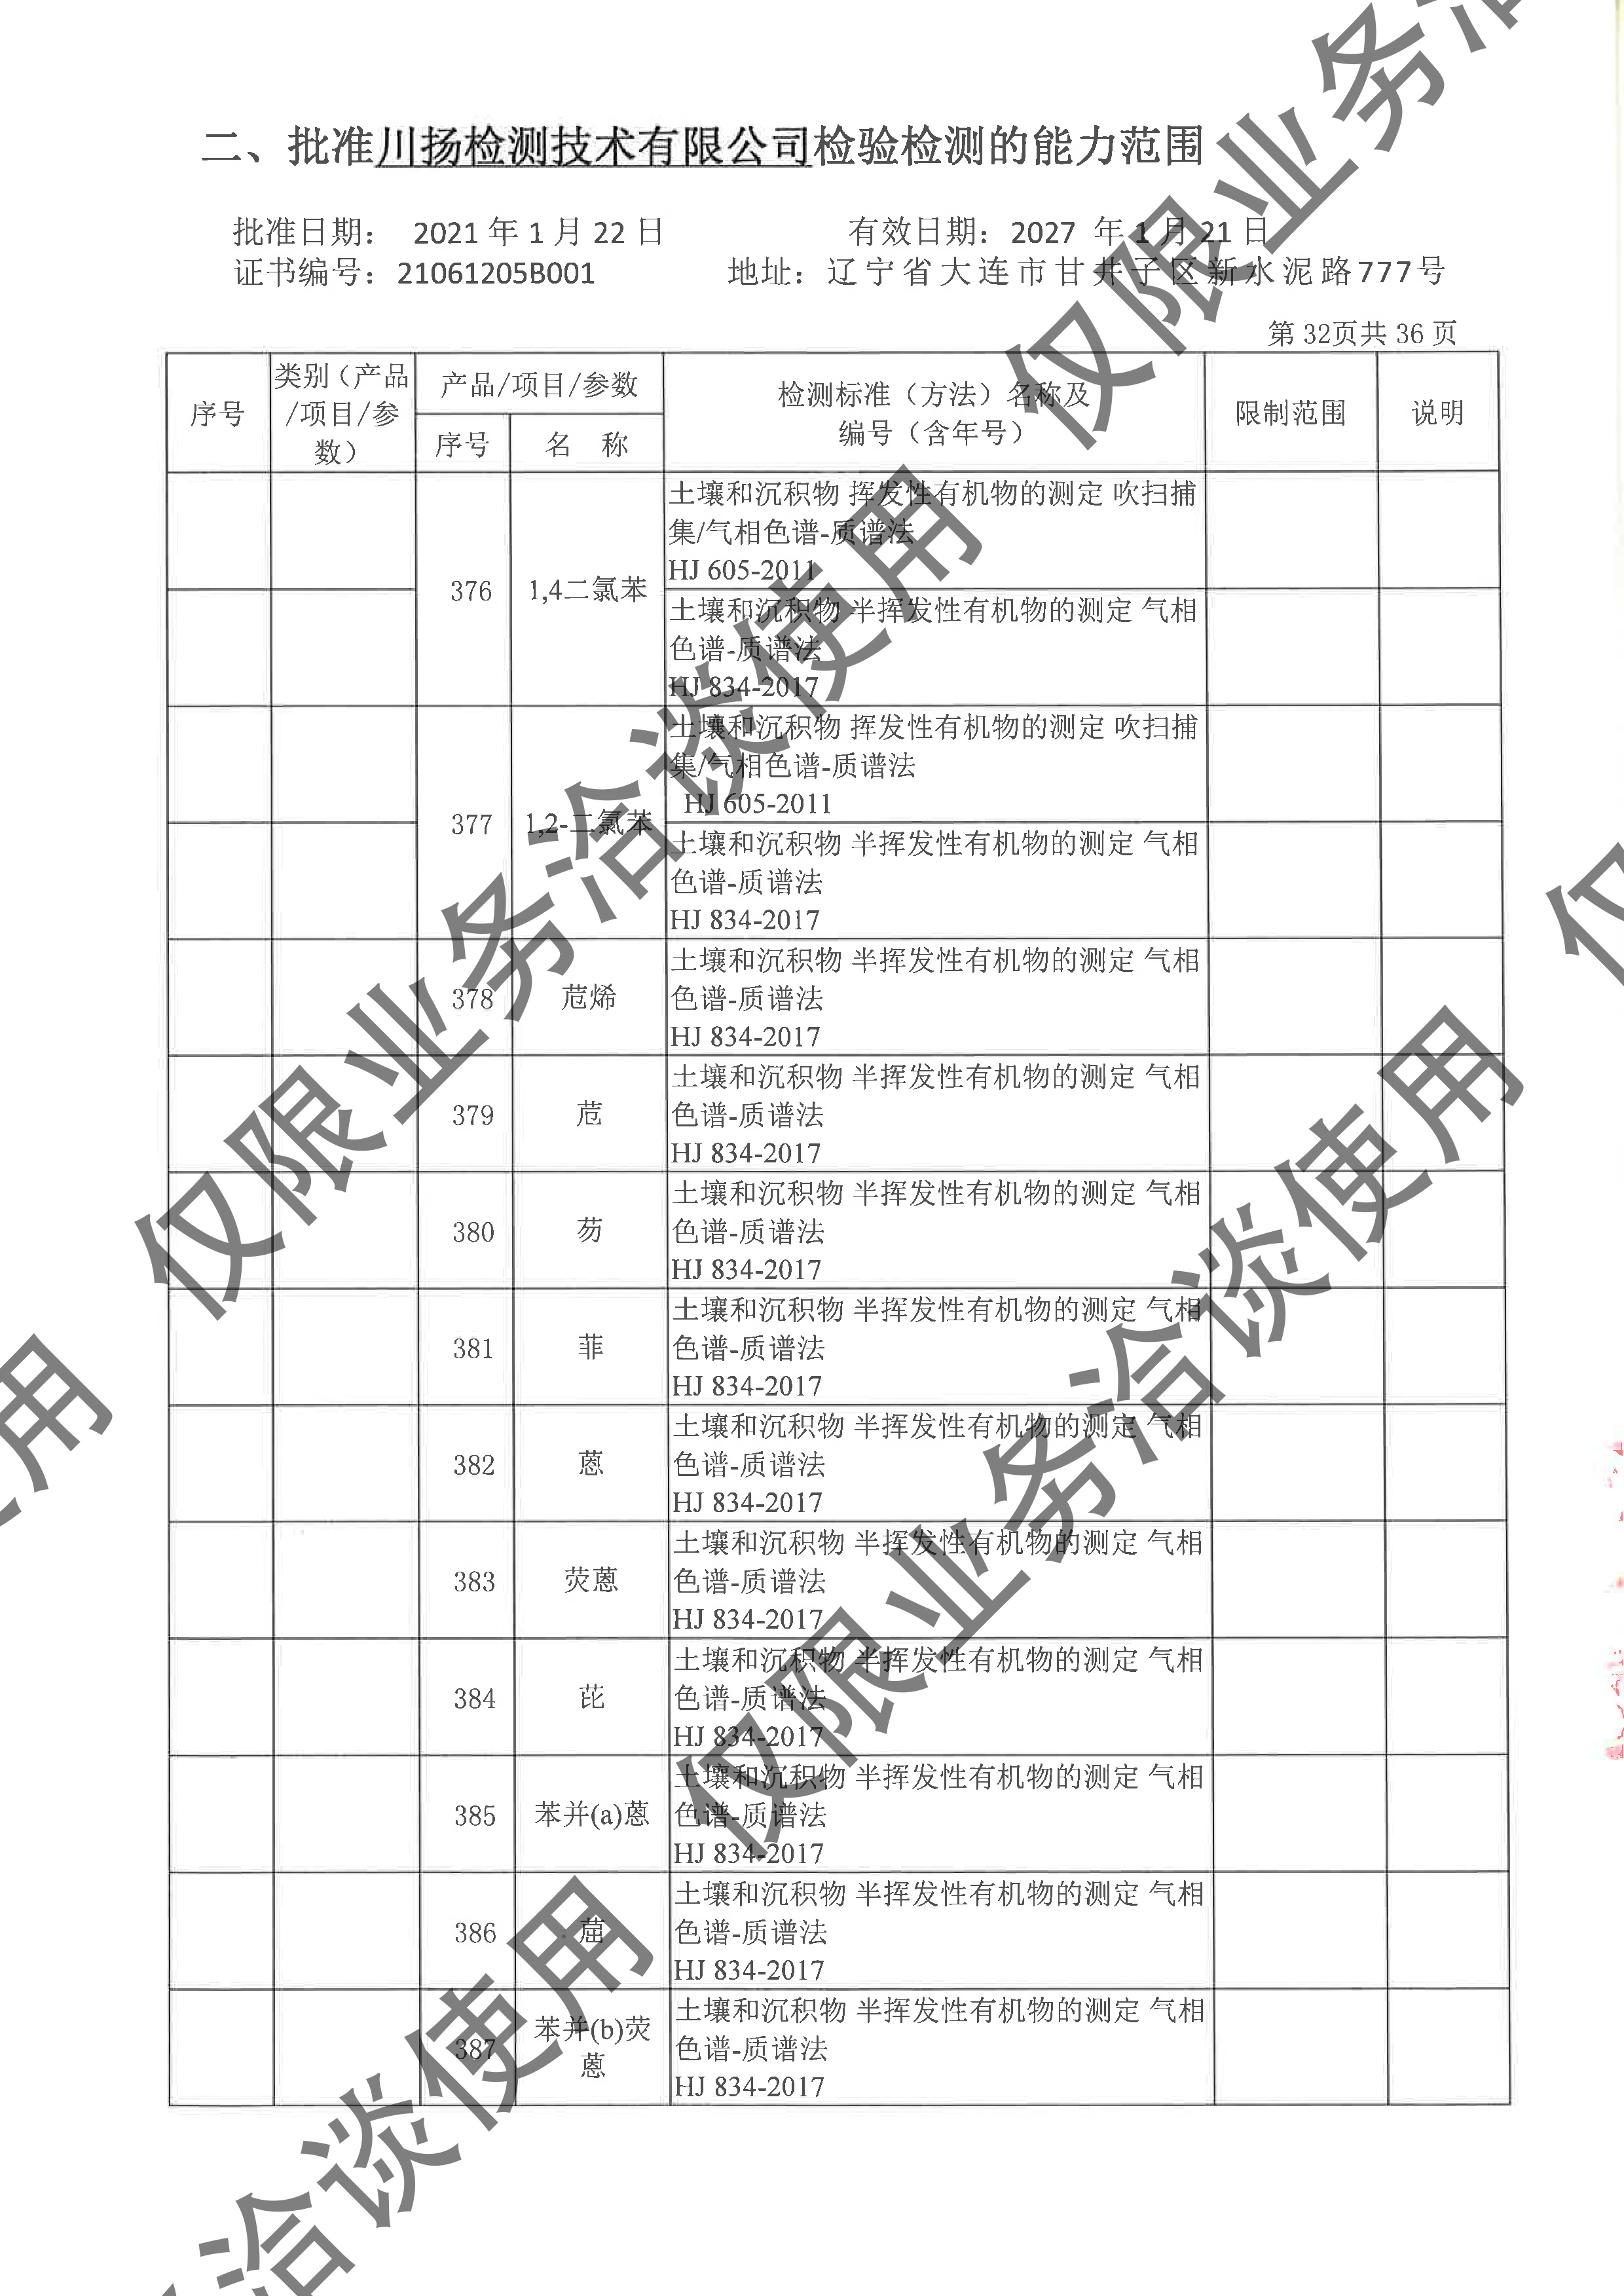 二、批准川扬检测技术有限公司检验检测的能力范围
批准日期： 2021 年 1 月 22 日 有效日期：2027 年 1 月 21 日
证书编号：21061205B001 地址：辽宁省大连市甘井子区新水泥路777号
第 32页共 36 页
序号
类别（产品
/项目/参
数）
产品/项目/参数
序号
名 称
检测标准（方法）名称及
编号（含年号）
限制范围
说明
376
1,4二氯苯
土壤和沉积物 挥发性有机物的测定 吹扫捕
集/气相色谱-质谱法
HJ 605-2011
土壤和沉积物 半挥发性有机物的测定 气相
色谱-质谱法
HJ 834-2017
377
1,2-二氯苯
土壤和沉积物 挥发性有机物的测定 吹扫捕
集/气相色谱-质谱法
HJ 605-2011
土壤和沉积物 半挥发性有机物的测定 气相
色谱-质谱法
HJ 834-2017
378
苊烯
土壤和沉积物 半挥发性有机物的测定 气相
色谱-质谱法
HJ 834-2017
379
苊
土壤和沉积物 半挥发性有机物的测定 气相
色谱-质谱法
HJ 834-2017
380
芴
土壤和沉积物 半挥发性有机物的测定 气相
色谱-质谱法
HJ 834-2017
381
菲
土壤和沉积物 半挥发性有机物的测定 气相
色谱-质谱法
HJ 834-2017
382
蒽
土壤和沉积物 半挥发性有机物的测定 气相
色谱-质谱法
HJ 834-2017
383
荧蒽
土壤和沉积物 半挥发性有机物的测定 气相
色谱-质谱法
HJ 834-2017
384
芘
土壤和沉积物 半挥发性有机物的测定 气相
色谱-质谱法
HJ 834-2017
385
苯并(a)蒽
土壤和沉积物 半挥发性有机物的测定 气相
色谱-质谱法
HJ 834-2017
386
䓛
土壤和沉积物 半挥发性有机物的测定 气相
色谱-质谱法
HJ 834-2017
387
苯并(b)荧
蒽
土壤和沉积物 半挥发性有机物的测定 气相
色谱-质谱法
HJ 834-2017
仅限业务洽
仅限业务洽谈使用
仅限业务洽谈使用
仅
使用
洽谈使用